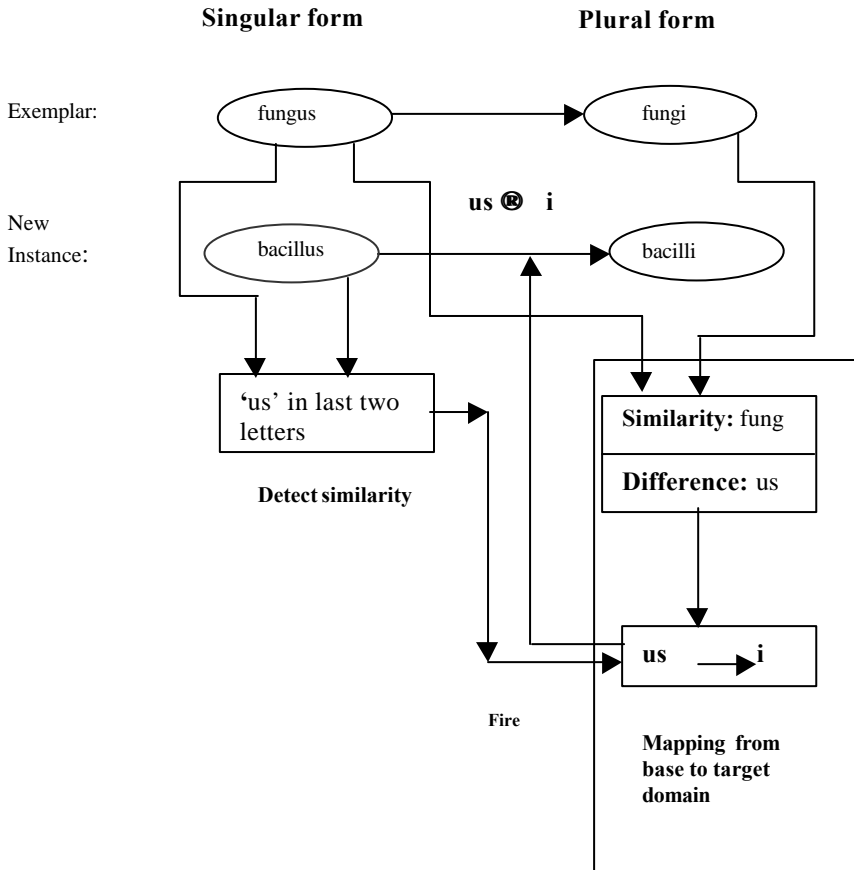 Singular form
Plural form
Exemplar:
fungus
fungi
us ® i
New
Instance:
bacillus
bacilli
‘us’ in last two
letters
Detect similarity
Similarity: fung
Difference: us
us
i
Fire
Mapping from
base to target
domain